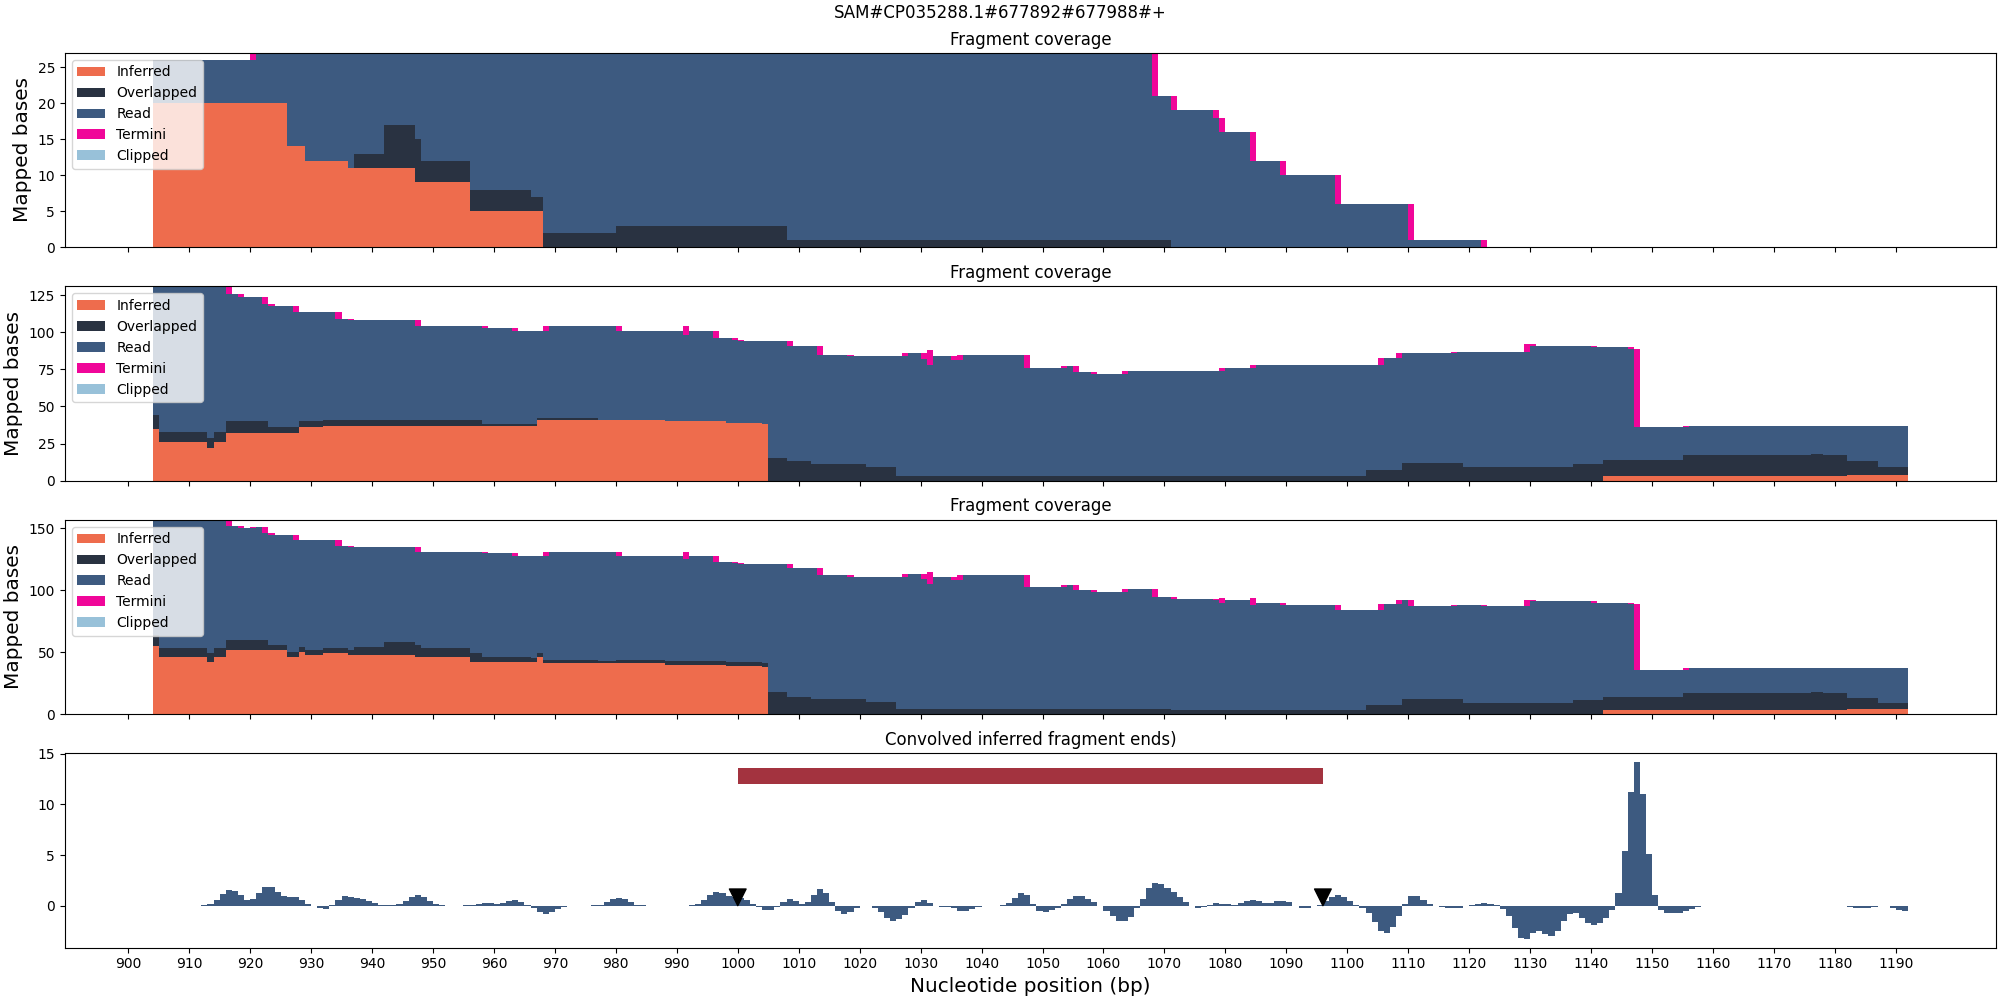 SAM#CP035288.1#677892#677988#+
Fragment coverage
Mapped bases
25
20
15
10
5
0
Inferred
Overlapped
Read
Termini
Clipped
Fragment coverage
Mapped bases
125
100
75
50
25
0
Inferred
Overlapped
Read
Termini
Clipped
Fragment coverage
Mapped bases
150
100
50
0
Inferred
Overlapped
Read
Termini
Clipped
Convolved inferred fragment ends)
15
10
5
0
900 910 920 930 940 950 960 970 980 990 1000 1010 1020 1030 1040 1050 1060 1070 1080 1090 1100 1110 1120 1130 1140 1150 1160 1170 1180 1190
Nucleotide position (bp)